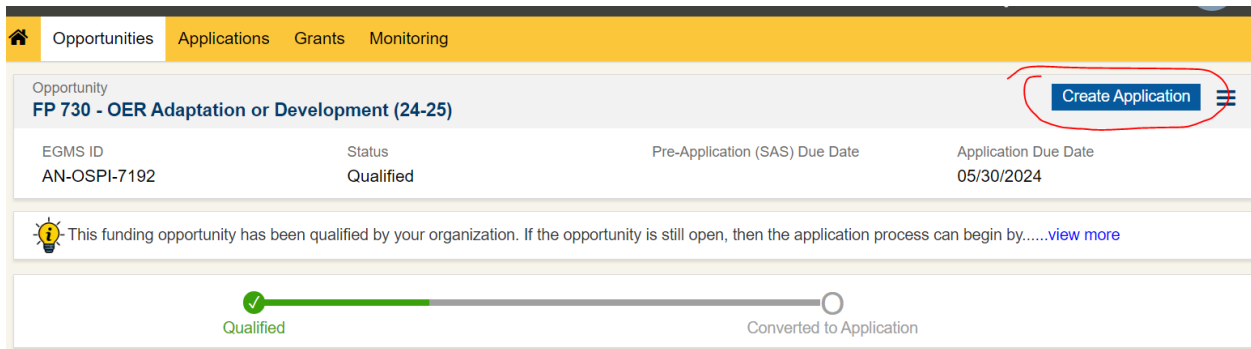 Opportunities Applications Grants Monitoring
Opportunity
FP 730 - OER Adaptation or Development (24-25)
Create Application
EGMS ID Status Pre-Application (SAS) Due Date Application Due Date
AN-OSPI-7192 Qualified 05/30/2024
This funding opportunity has been qualified by your organization. If the opportunity is still open, then the application process can begin by......view more
Qualified Converted to Application